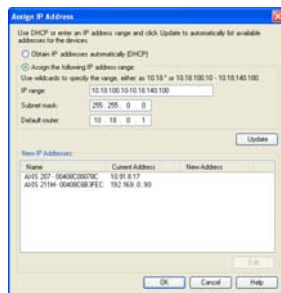 Assign IP Address
Use DHCP or enter an IP address range and click Update to automatically list available
addresses for the devices.
Obtain IP addresses automatically (DHCP)
Assign the following IP address range:
Use wildcards to specify the range, either as 10.18.* or 10.18.100.10 - 10.18.140.100
IP range: 10.18.100.10-10.18.140.100
Subnet mask: 255 . 255 . 0 . 0
Default router: 10 . 18 . 0 . 1
Update
New IP Addresses:
Name Current Address New Address
AXIS 207 - 00408C00078C 10.91.8.17
AXIS 211M - 00408C6B3FEC 192.168.0.90
Edit
OK Cancel Help